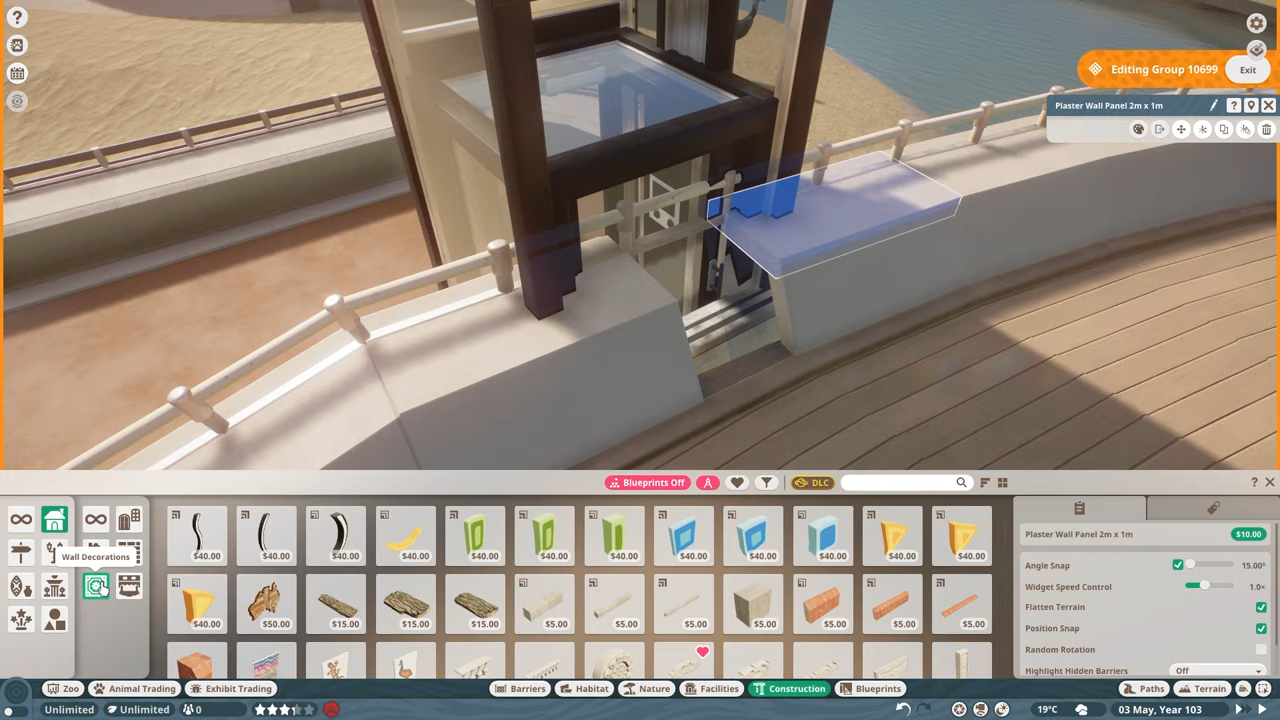 ?
Editing Group 10699
Exit
Plaster Wall Panel 2m x 1m
?
Blueprints Off
DLC
?
Wall Decorations
$40.00
$40.00
$40.00
$40.00
$40.00
$40.00
$40.00
$40.00
$40.00
$40.00
$40.00
$40.00
$40.00
$50.00
$15.00
$15.00
$15.00
$5.00
$5.00
$5.00
$5.00
$5.00
$5.00
$5.00
Plaster Wall Panel 2m x 1m
$10.00
Angle Snap
15.00°
Widget Speed Control
1.0×
Flatten Terrain
Position Snap
Random Rotation
Highlight Hidden Barriers
Off
Zoo
Animal Trading
Exhibit Trading
Barriers
Habitat
Nature
Facilities
Construction
Blueprints
Paths
Terrain
Unlimited
Unlimited
0
19°C
03 May, Year 103